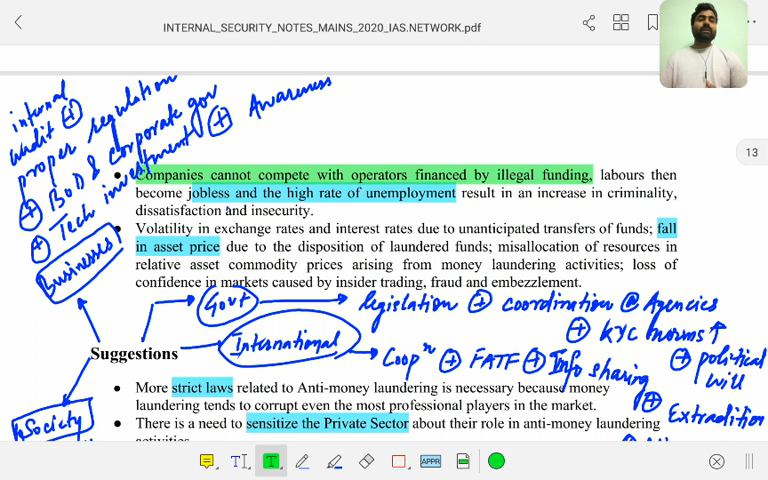 INTERNAL_SECURITY_NOTES_MAINS_2020_IAS.NETWORK.pdf
13
internal
audit +
proper regulation
+ BoD & corporate gov
+ Tech investment + Awareness
Businesses
• Companies cannot compete with operators financed by illegal funding, labours then
become jobless and the high rate of unemployment result in an increase in criminality,
dissatisfaction and insecurity.
• Volatility in exchange rates and interest rates due to unanticipated transfers of funds; fall
in asset price due to the disposition of laundered funds; misallocation of resources in
relative asset commodity prices arising from money laundering activities; loss of
confidence in markets caused by insider trading, fraud and embezzlement.
Govt legislation + coordination @ Agencies
+ KYC norms ↑
+ political will
Suggestions
International Coopⁿ + FATF + Info sharing
+ Extradition
Society
• More strict laws related to Anti-money laundering is necessary because money
laundering tends to corrupt even the most professional players in the market.
• There is a need to sensitize the Private Sector about their role in anti-money laundering
activities.
T
T
APPR